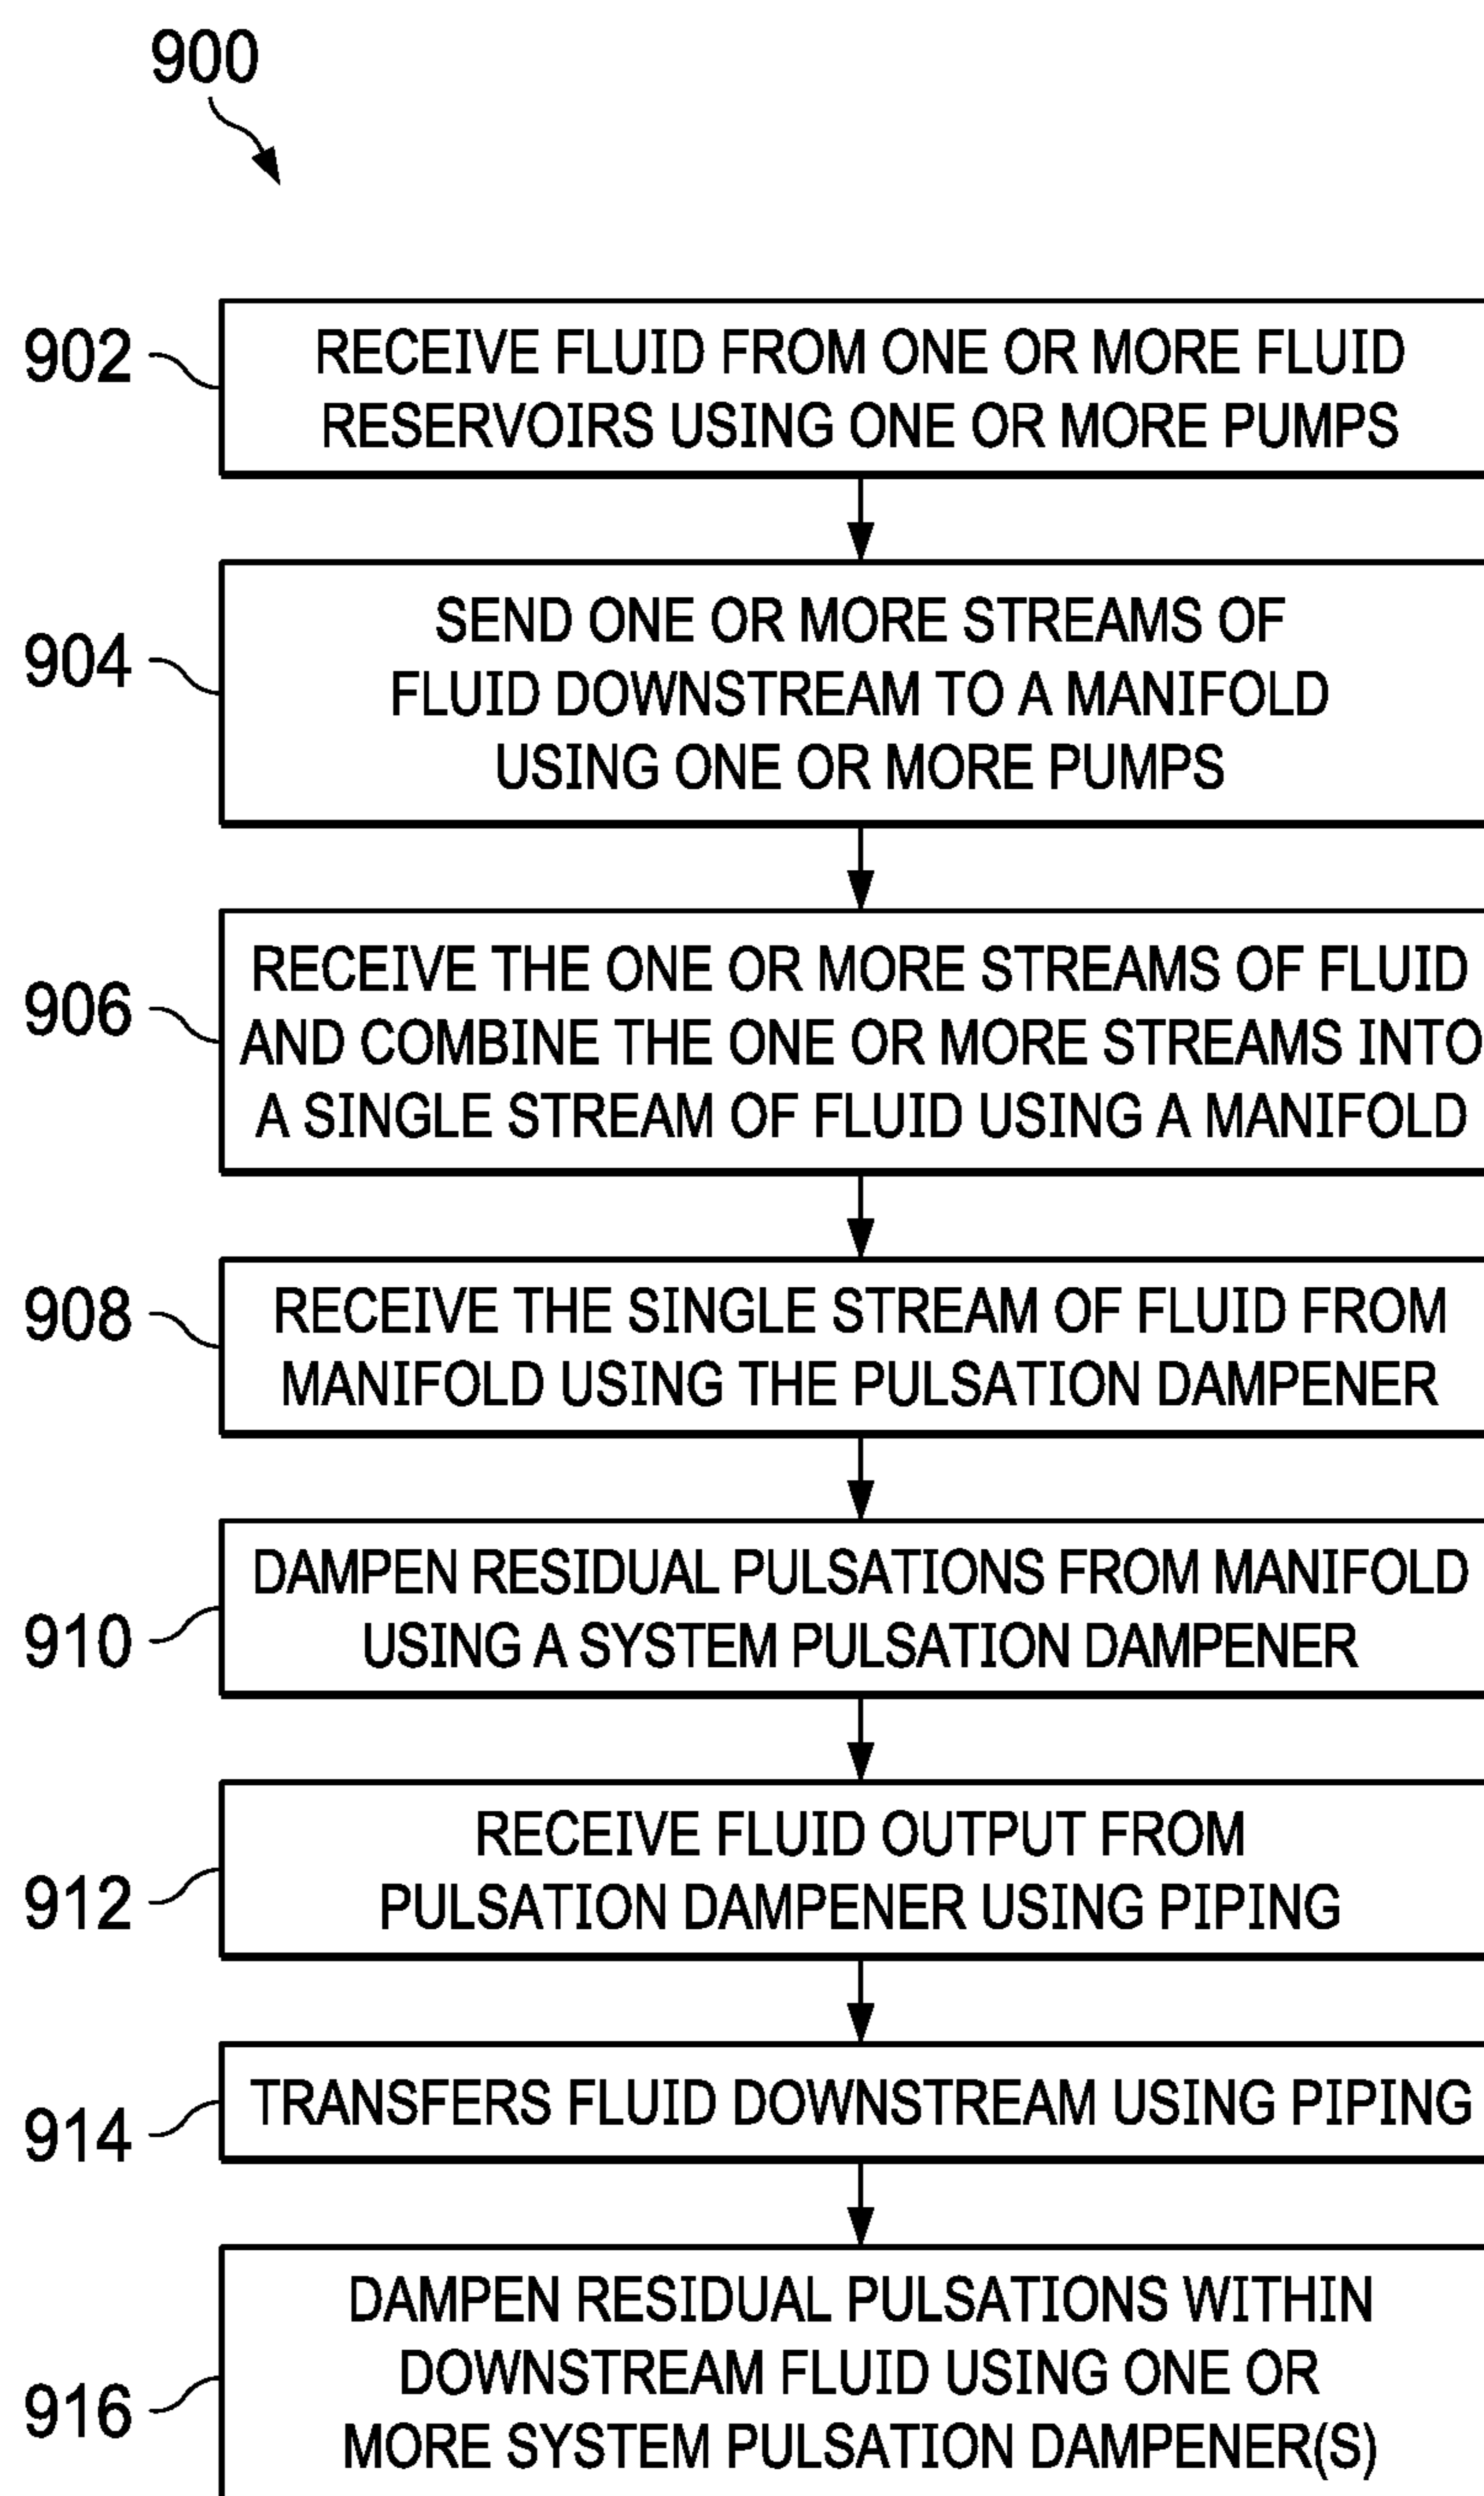 900
902
RECEIVE FLUID FROM ONE OR MORE FLUID
RESERVOIRS USING ONE OR MORE PUMPS
904
SEND ONE OR MORE STREAMS OF
FLUID DOWNSTREAM TO A MANIFOLD
USING ONE OR MORE PUMPS
906
RECEIVE THE ONE OR MORE STREAMS OF FLUID
AND COMBINE THE ONE OR MORE STREAMS INTO
A SINGLE STREAM OF FLUID USING A MANIFOLD
908
RECEIVE THE SINGLE STREAM OF FLUID FROM
MANIFOLD USING THE PULSATION DAMPENER
910
DAMPEN RESIDUAL PULSATIONS FROM MANIFOLD
USING A SYSTEM PULSATION DAMPENER
912
RECEIVE FLUID OUTPUT FROM
PULSATION DAMPENER USING PIPING
914
TRANSFERS FLUID DOWNSTREAM USING PIPING
916
DAMPEN RESIDUAL PULSATIONS WITHIN
DOWNSTREAM FLUID USING ONE OR
MORE SYSTEM PULSATION DAMPENER(S)